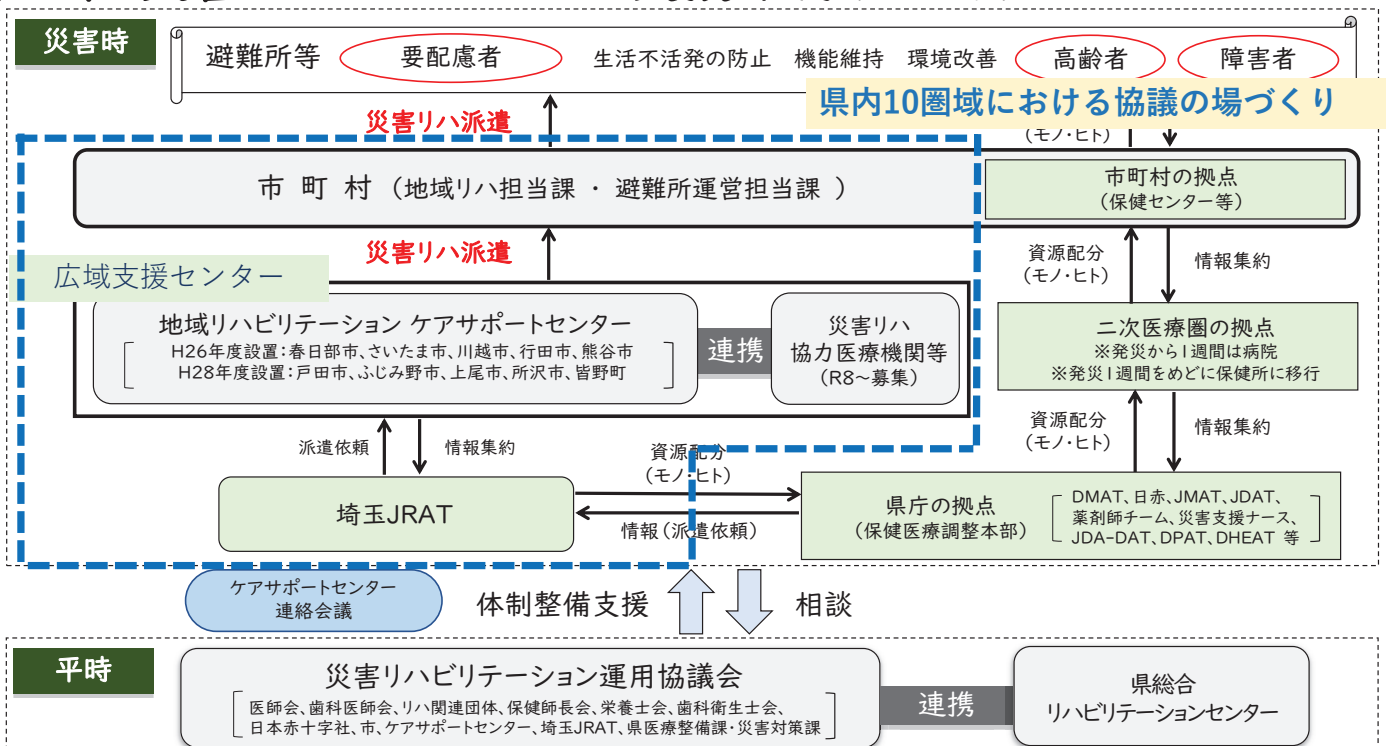 災害時
避難所等
要配慮者
生活不活発の防止 機能維持 環境改善
高齢者
障害者
県内10圏域における協議の場づくり
災害リハ派遣
(モノ・ヒト)
市 町 村 (地域リハ担当課 ・ 避難所運営担当課 )
市町村の拠点
(保健センター等)
災害リハ派遣
資源配分
(モノ・ヒト)
情報集約
広域支援センター
地域リハビリテーション ケアサポートセンター
H26年度設置:春日部市、さいたま市、川越市、行田市、熊谷市
H28年度設置:戸田市、ふじみ野市、上尾市、所沢市、皆野町
連携
災害リハ
協力医療機関等
(R8~募集)
二次医療圏の拠点
※発災から1週間は病院
※発災1週間をめどに保健所に移行
派遣依頼
情報集約
資源配分
(モノ・ヒト)
資源配分
(モノ・ヒト)
情報集約
埼玉JRAT
情報(派遣依頼)
県庁の拠点
(保健医療調整本部)
DMAT、日赤、JMAT、JDAT、
薬剤師チーム、災害支援ナース、
JDA-DAT、DPAT、DHEAT 等
ケアサポートセンター
連絡会議
体制整備支援
相談
平時
災害リハビリテーション運用協議会
医師会、歯科医師会、リハ関連団体、保健師長会、栄養士会、歯科衛生士会、
日本赤十字社、市、ケアサポートセンター、埼玉JRAT、県医療整備課・災害対策課
連携
県総合
リハビリテーションセンター